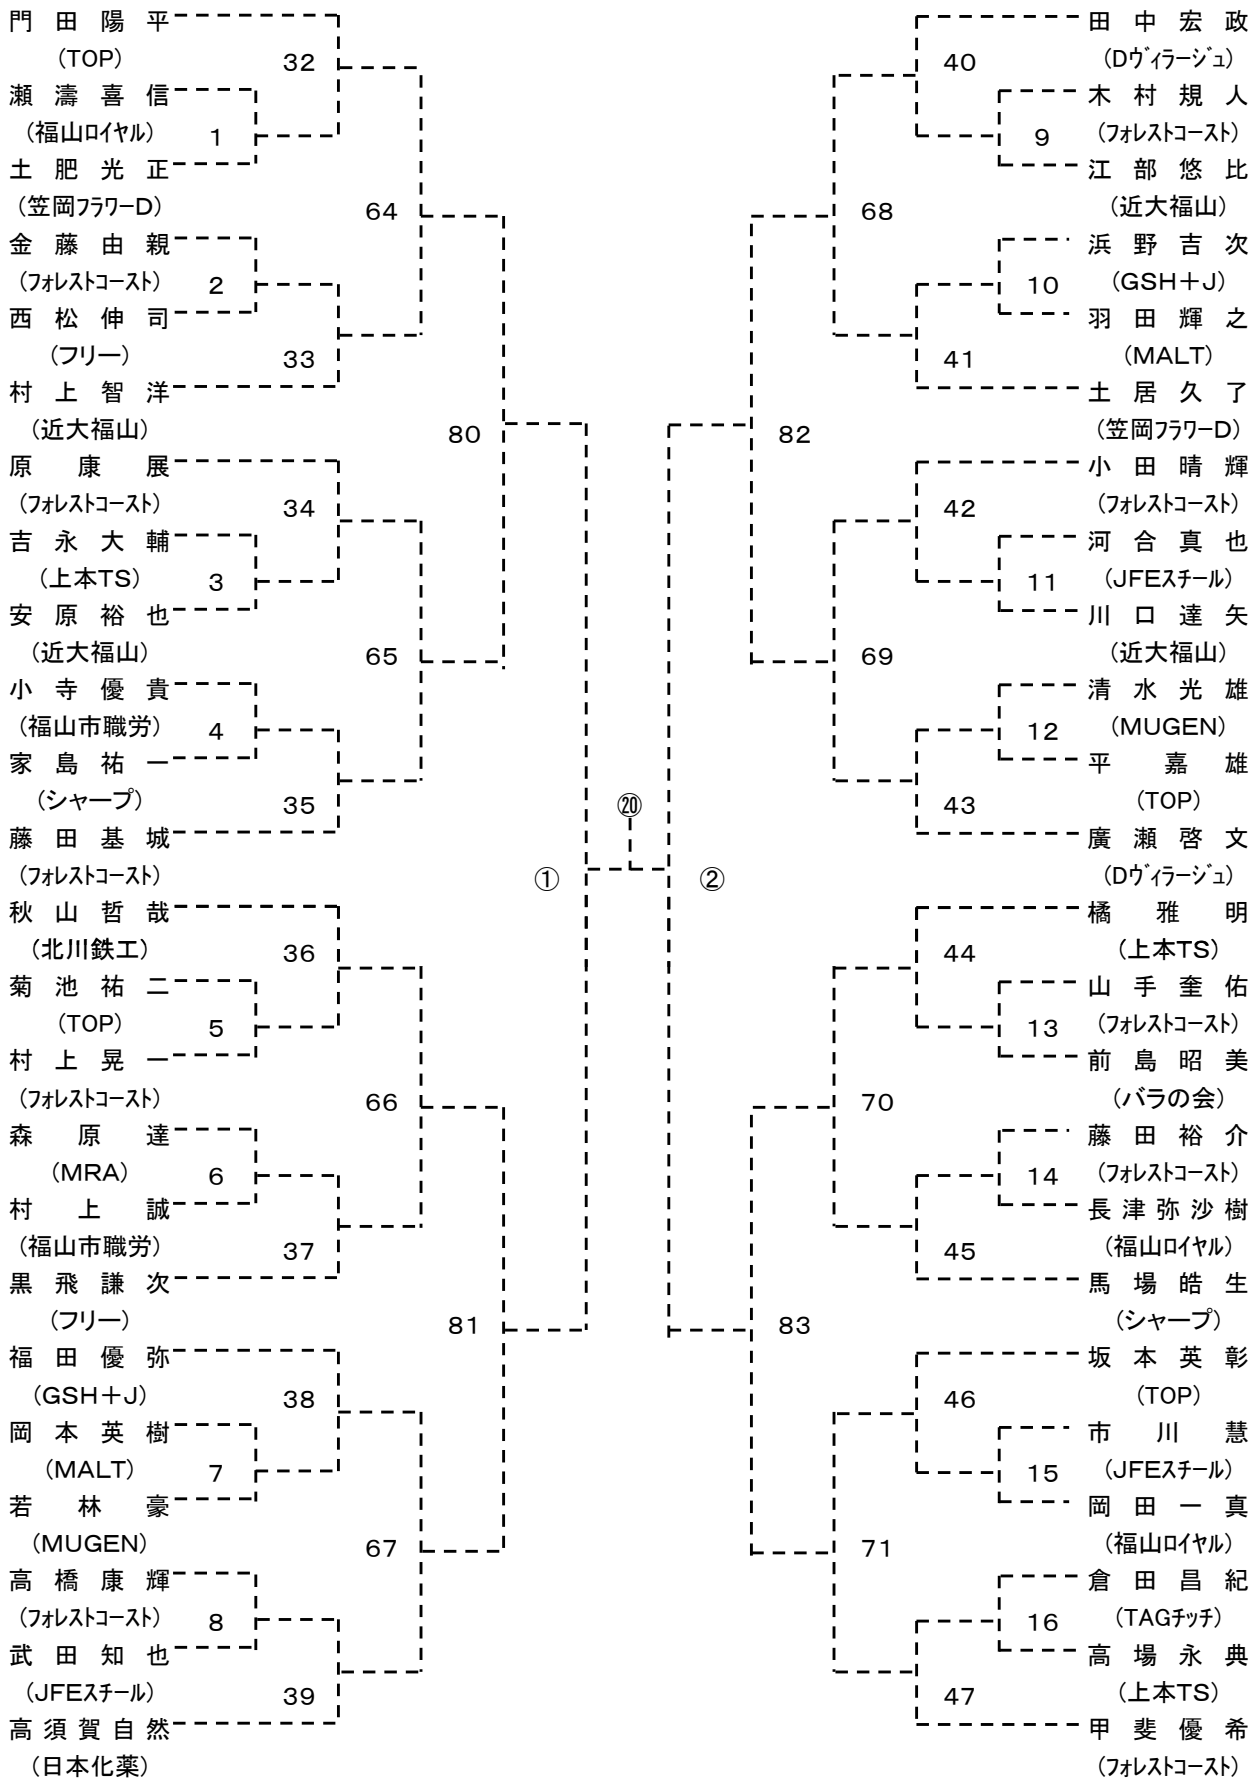 門田陽平
(TOP)
32
瀬濤喜信
(福山ロイヤル)
1
土肥光正
(笠岡フラワーD)
64
金藤由親
(フォレストコースト)
2
西松伸司
(フリー)
33
村上智洋
(近大福山)
80
原康展
(フォレストコースト)
34
吉永大輔
(上本TS)
3
安原裕也
(近大福山)
65
小寺優貴
(福山市職労)
4
家島祐一
(シャープ)
35
藤田基城
(フォレストコースト)
①
秋山哲哉
(北川鉄工)
36
菊池祐二
(TOP)
5
村上晃一
(フォレストコースト)
66
森原達
(MRA)
6
村上誠
(福山市職労)
37
黒飛謙次
(フリー)
81
福田優弥
(GSH+J)
38
岡本英樹
(MALT)
7
若林豪
(MUGEN)
67
高橋康輝
(フォレストコースト)
8
武田知也
(JFEスチール)
39
高須賀自然
(日本化薬)
⑳
田中宏政
(Dヴィラージュ)
40
木村規人
(フォレストコースト)
9
江部悠比
(近大福山)
68
浜野吉次
(GSH+J)
10
羽田輝之
(MALT)
41
土居久了
(笠岡フラワーD)
82
小田晴輝
(フォレストコースト)
42
河合真也
(JFEスチール)
11
川口達矢
(近大福山)
69
清水光雄
(MUGEN)
12
平嘉雄
(TOP)
43
廣瀬啓文
(Dヴィラージュ)
②
橘雅明
(上本TS)
44
山手奎佑
(フォレストコースト)
13
前島昭美
(バラの会)
70
藤田裕介
(フォレストコースト)
14
長津弥沙樹
(福山ロイヤル)
45
馬場皓生
(シャープ)
83
坂本英彰
(TOP)
46
市川慧
(JFEスチール)
15
岡田一真
(福山ロイヤル)
71
倉田昌紀
(TAGチッチ)
16
高場永典
(上本TS)
47
甲斐優希
(フォレストコースト)